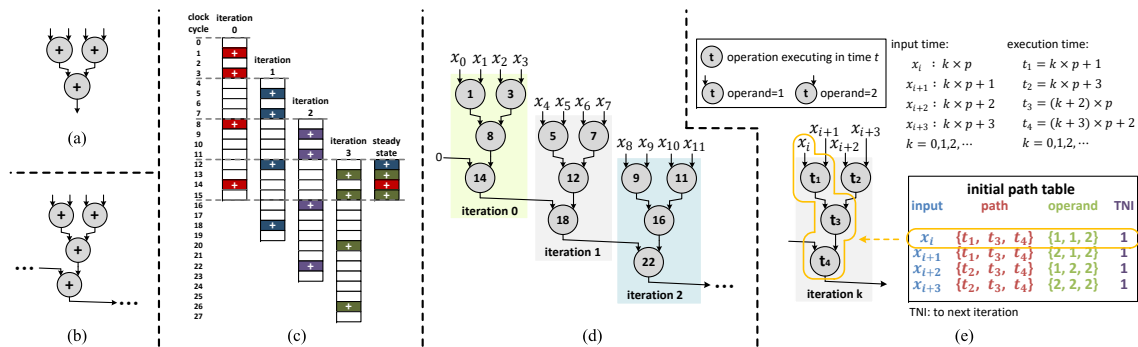 + +
+
(a)
+ +
+
+
... ...
(b)
clock cycle
iteration 0
iteration 1
iteration 2
iteration 3
steady state
0
1 +
2
3 + +
4
5 +
6
7 +
8 +
9 +
10
11 +
12 + +
13 + +
14 + +
15 + +
16 +
17
18 +
19
20 +
21
22 +
23
24
25
26 +
27
(c)
x₀ x₁ x₂ x₃
1 3
8
0
14
iteration 0
x₄ x₅ x₆ x₇
5 7
12
18
iteration 1
x₈ x₉ x₁₀ x₁₁
9 11
16
22
iteration 2
...
(d)
t operation executing in time t
t operand=1 t operand=2
input time:
xᵢ : k × p
xᵢ₊₁ : k × p + 1
xᵢ₊₂ : k × p + 2
xᵢ₊₃ : k × p + 3
execution time:
t₁ = k × p + 1
t₂ = k × p + 3
t₃ = (k + 2) × p
t₄ = (k + 3) × p + 2
k = 0,1,2, ⋯
xᵢ xᵢ₊₁ xᵢ₊₂ xᵢ₊₃
t₁ t₂
t₃
t₄
iteration k
initial path table
input path operand TNI
xᵢ {t₁, t₃, t₄} {1, 1, 2} 1
xᵢ₊₁ {t₁, t₃, t₄} {2, 1, 2} 1
xᵢ₊₂ {t₂, t₃, t₄} {1, 2, 2} 1
xᵢ₊₃ {t₂, t₃, t₄} {2, 2, 2} 1
TNI: to next iteration
(e)